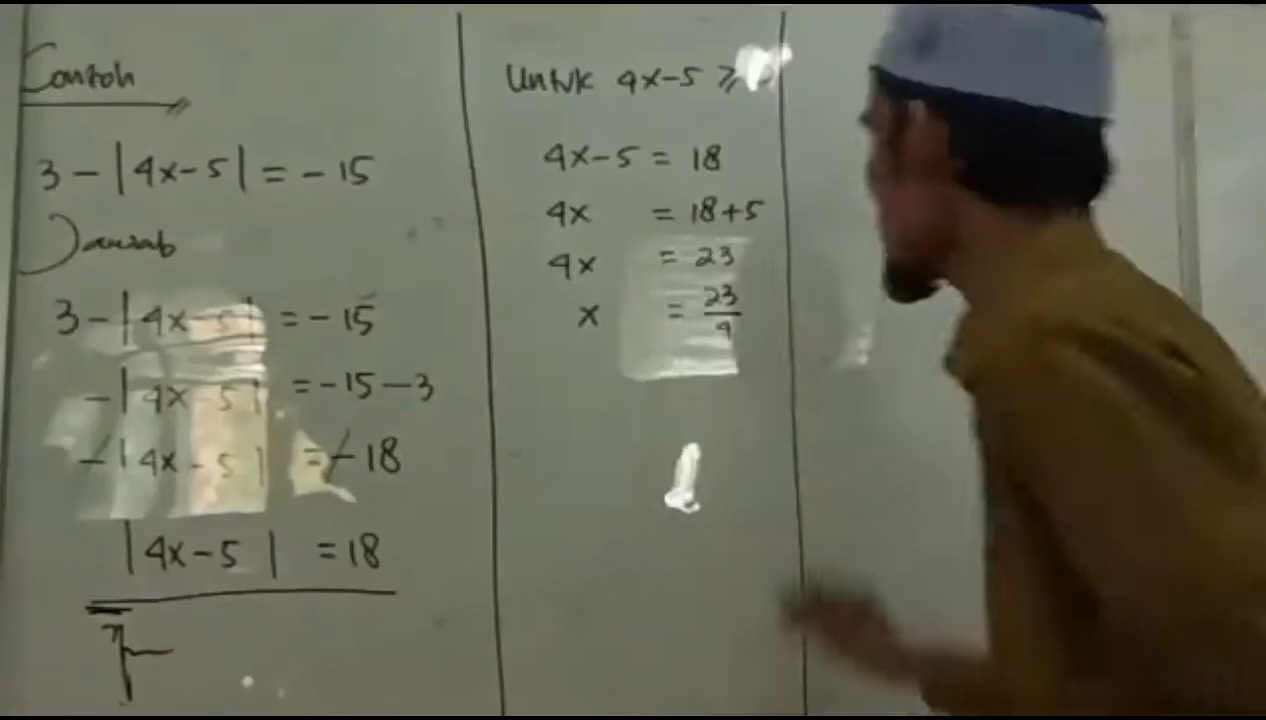 Contoh
3 - |4x-5| = -15
Jawab
3 - |4x-5| = -15
-|4x-5| = -15-3
-|4x-5| = -18
|4x-5| = 18
Untuk 4x-5 ≥
4x-5 = 18
4x = 18+5
4x = 23
x = 23/4